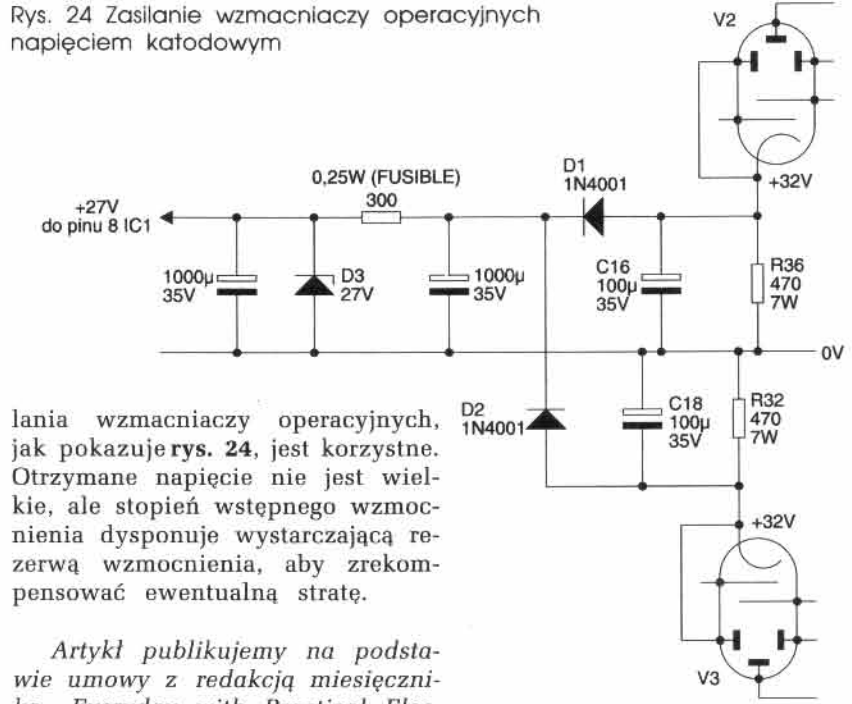 Rys. 24 Zasilanie wzmacniaczy operacyjnych
napięciem katodowym
V2
+32V
0,25W (FUSIBLE)
300
D1
1N4001
+27V
do pinu 8 IC1
1000µ
35V
D3
27V
1000µ
35V
C16
100µ
35V
R36
470
7W
0V
D2
1N4001
C18
100µ
35V
R32
470
7W
+32V
V3
lania wzmacniaczy operacyjnych,
jak pokazuje rys. 24, jest korzystne.
Otrzymane napięcie nie jest wiel-
kie, ale stopień wstępnego wzmoc-
nienia dysponuje wystarczającą re-
zerwą wzmocnienia, aby zrekom-
pensować ewentualną stratę.
Artykł publikujemy na podsta-
wie umowy z redakcją miesięczni-